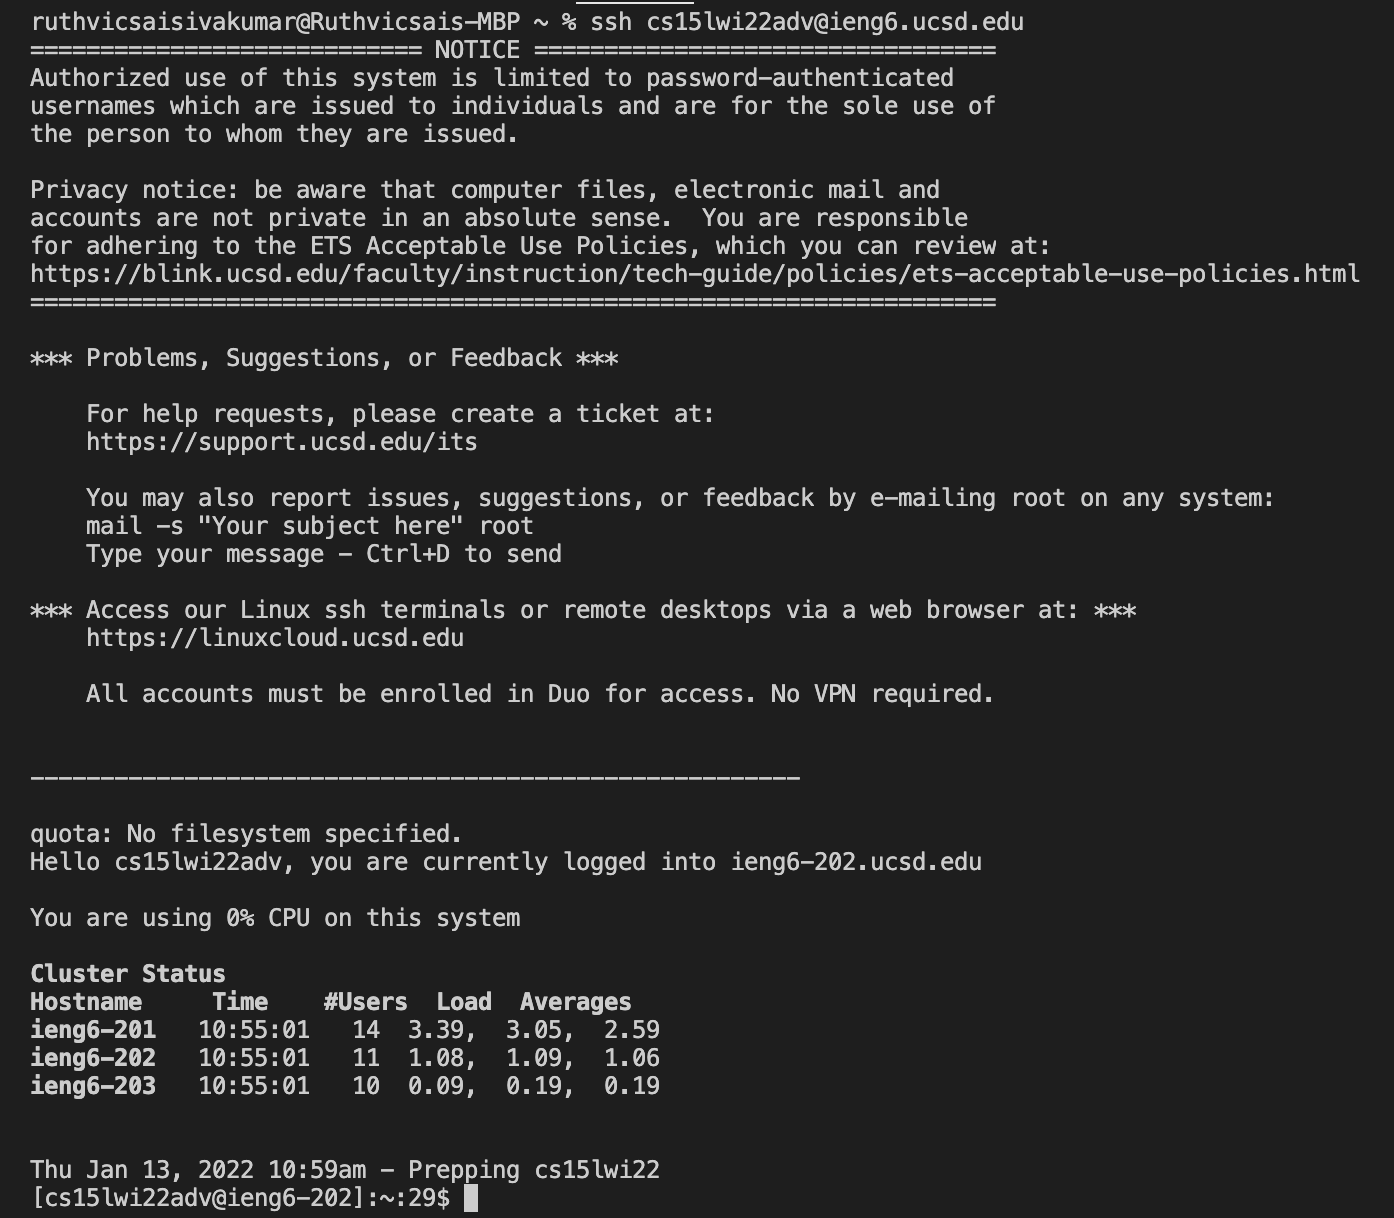 ruthvicsaisivakumar@Ruthvicsais-MBP ~ % ssh cs15lwi22adv@ieng6.ucsd.edu
============================ NOTICE =================================
Authorized use of this system is limited to password-authenticated
usernames which are issued to individuals and are for the sole use of
the person to whom they are issued.

Privacy notice: be aware that computer files, electronic mail and
accounts are not private in an absolute sense.  You are responsible
for adhering to the ETS Acceptable Use Policies, which you can review at:
https://blink.ucsd.edu/faculty/instruction/tech-guide/policies/ets-acceptable-use-policies.html
=====================================================================

*** Problems, Suggestions, or Feedback ***

    For help requests, please create a ticket at:
    https://support.ucsd.edu/its

    You may also report issues, suggestions, or feedback by e-mailing root on any system:
    mail -s "Your subject here" root
    Type your message - Ctrl+D to send

*** Access our Linux ssh terminals or remote desktops via a web browser at: ***
    https://linuxcloud.ucsd.edu

    All accounts must be enrolled in Duo for access. No VPN required.


-------------------------------------------------------

quota: No filesystem specified.
Hello cs15lwi22adv, you are currently logged into ieng6-202.ucsd.edu

You are using 0% CPU on this system

Cluster Status
Hostname     Time    #Users  Load  Averages
ieng6-201   10:55:01   14  3.39,  3.05,  2.59
ieng6-202   10:55:01   11  1.08,  1.09,  1.06
ieng6-203   10:55:01   10  0.09,  0.19,  0.19


Thu Jan 13, 2022 10:59am - Prepping cs15lwi22
[cs15lwi22adv@ieng6-202]:~:29$